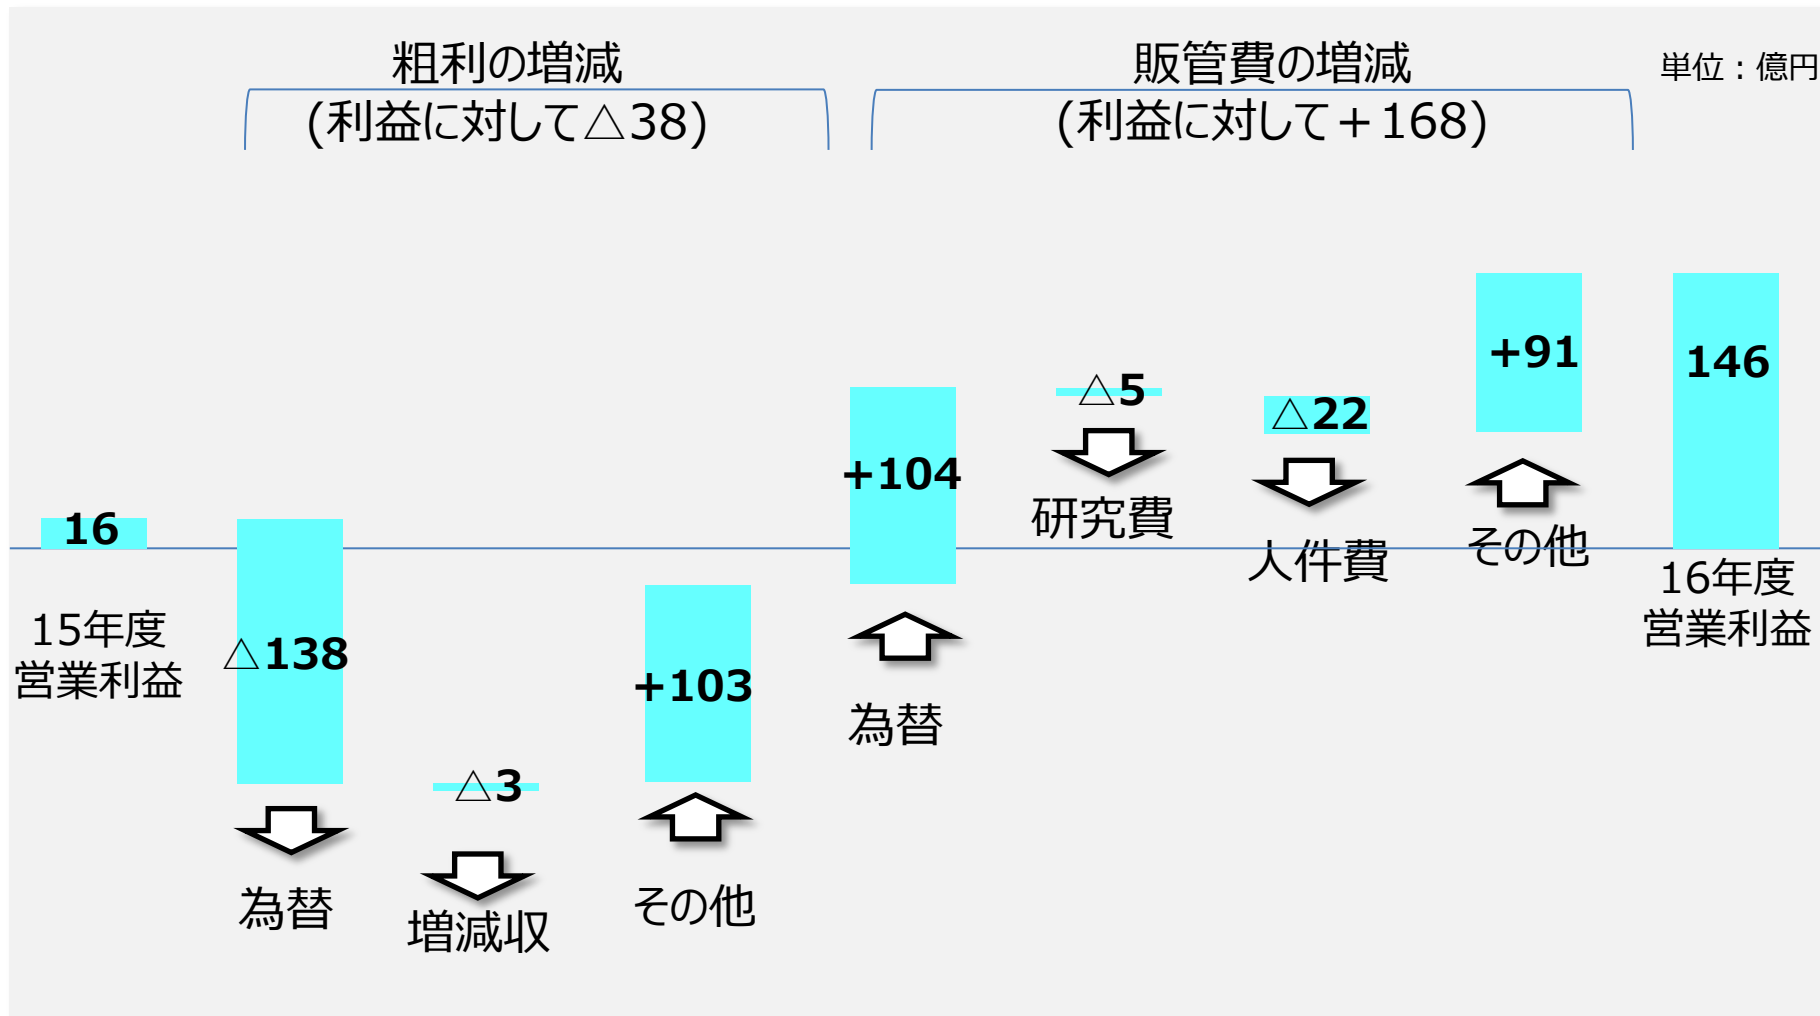 粗利の増減
(利益に対して△38)
販管費の増減
(利益に対して＋168)
単位：億円
16
15年度
営業利益
△138
為替
△3
増減収
+103
その他
+104
為替
△5
研究費
△22
人件費
+91
その他
146
16年度
営業利益